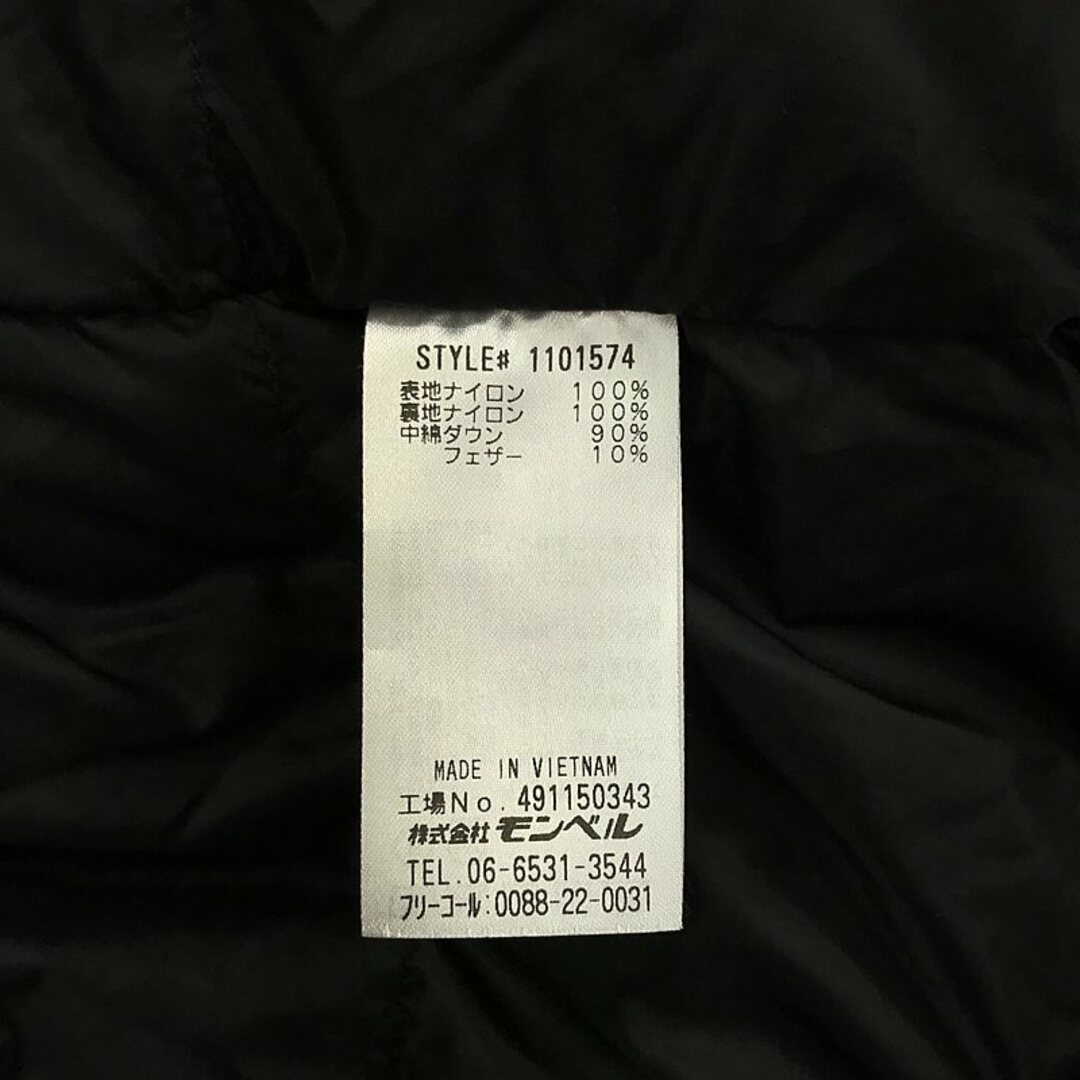 STYLE# 1101574
表地ナイロン 100%
裏地ナイロン 100%
中綿ダウン 90%
フェザー 10%
MADE IN VIETNAM
工場No. 491150343
株式会社モンベル
TEL.06-6531-3544
フリーコール:0088-22-0031